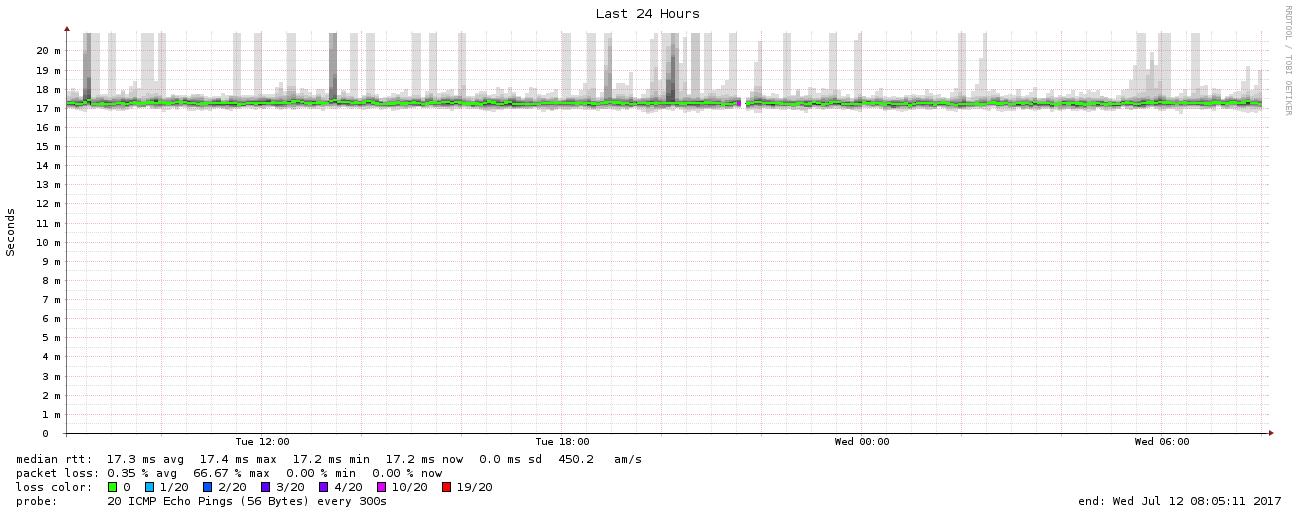 Last 24 Hours
RRDTOOL / TOBI OETIKER
Seconds
20 m
19 m
18 m
17 m
16 m
15 m
14 m
13 m
12 m
11 m
10 m
9 m
8 m
7 m
6 m
5 m
4 m
3 m
2 m
1 m
0
Tue 12:00 Tue 18:00 Wed 00:00 Wed 06:00
median rtt: 17.3 ms avg 17.4 ms max 17.2 ms min 17.2 ms now 0.0 ms sd 450.2 am/s
packet loss: 0.35 % avg 66.67 % max 0.00 % min 0.00 % now
loss color: 0 1/20 2/20 3/20 4/20 10/20 19/20
probe: 20 ICMP Echo Pings (56 Bytes) every 300s end: Wed Jul 12 08:05:11 2017